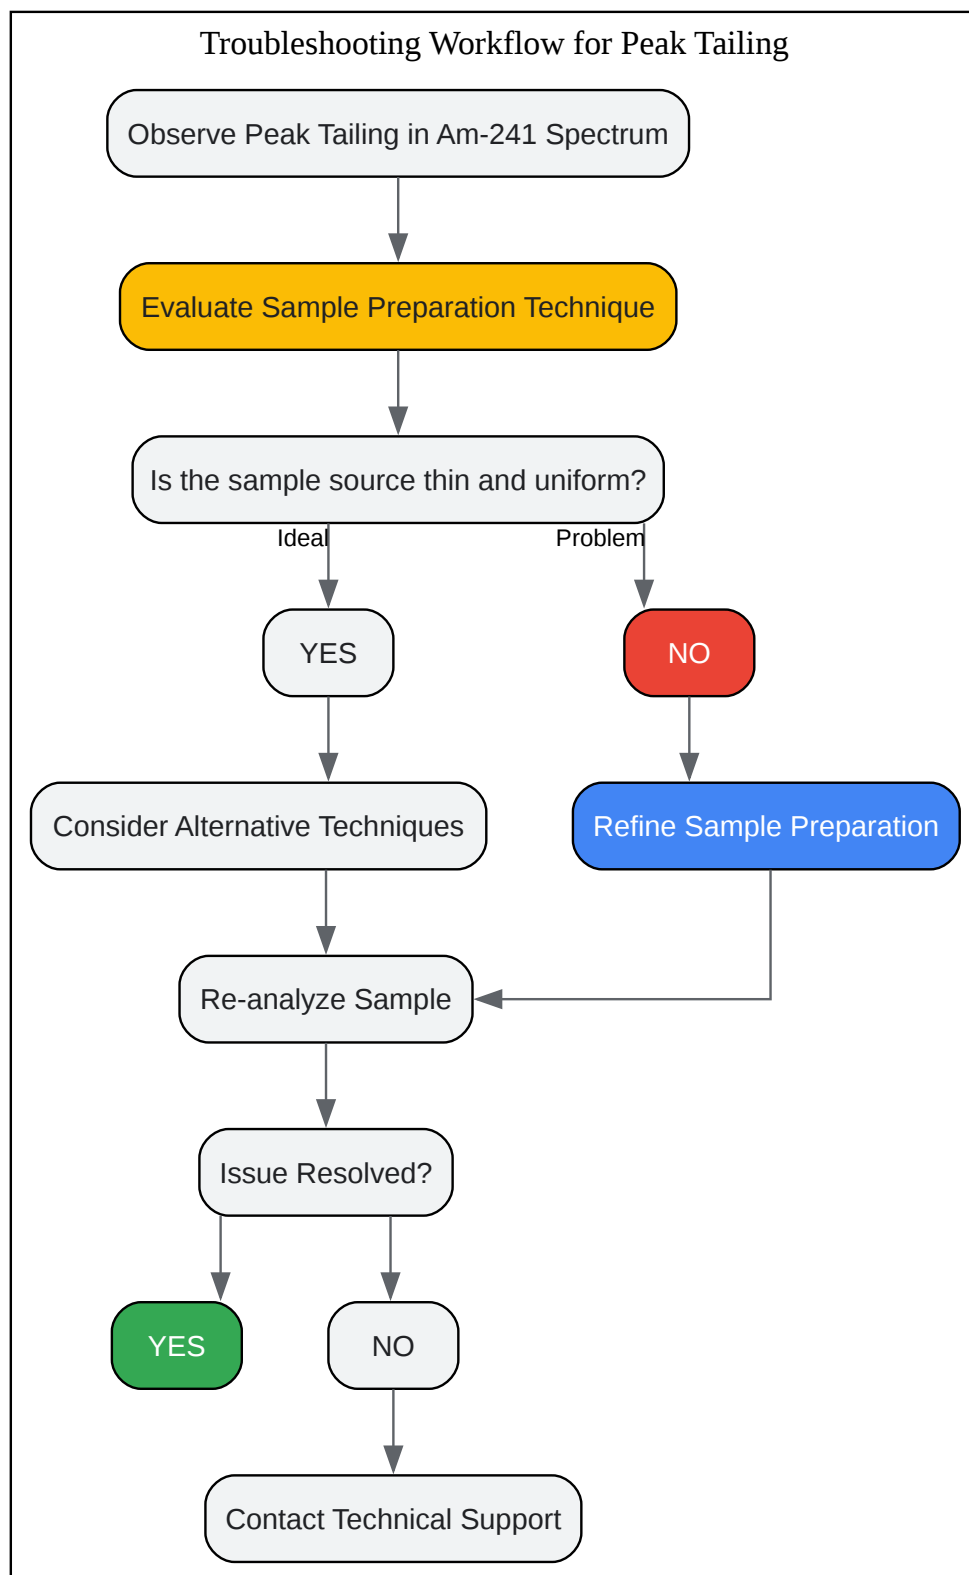 Troubleshooting Workflow for Peak Tailing
Observe Peak Tailing in Am-241 Spectrum
Evaluate Sample Preparation Technique
Is the sample source thin and uniform?
Ideal
Problem
YES
NO
Consider Alternative Techniques
Refine Sample Preparation
Re-analyze Sample
Issue Resolved?
YES
NO
Contact Technical Support